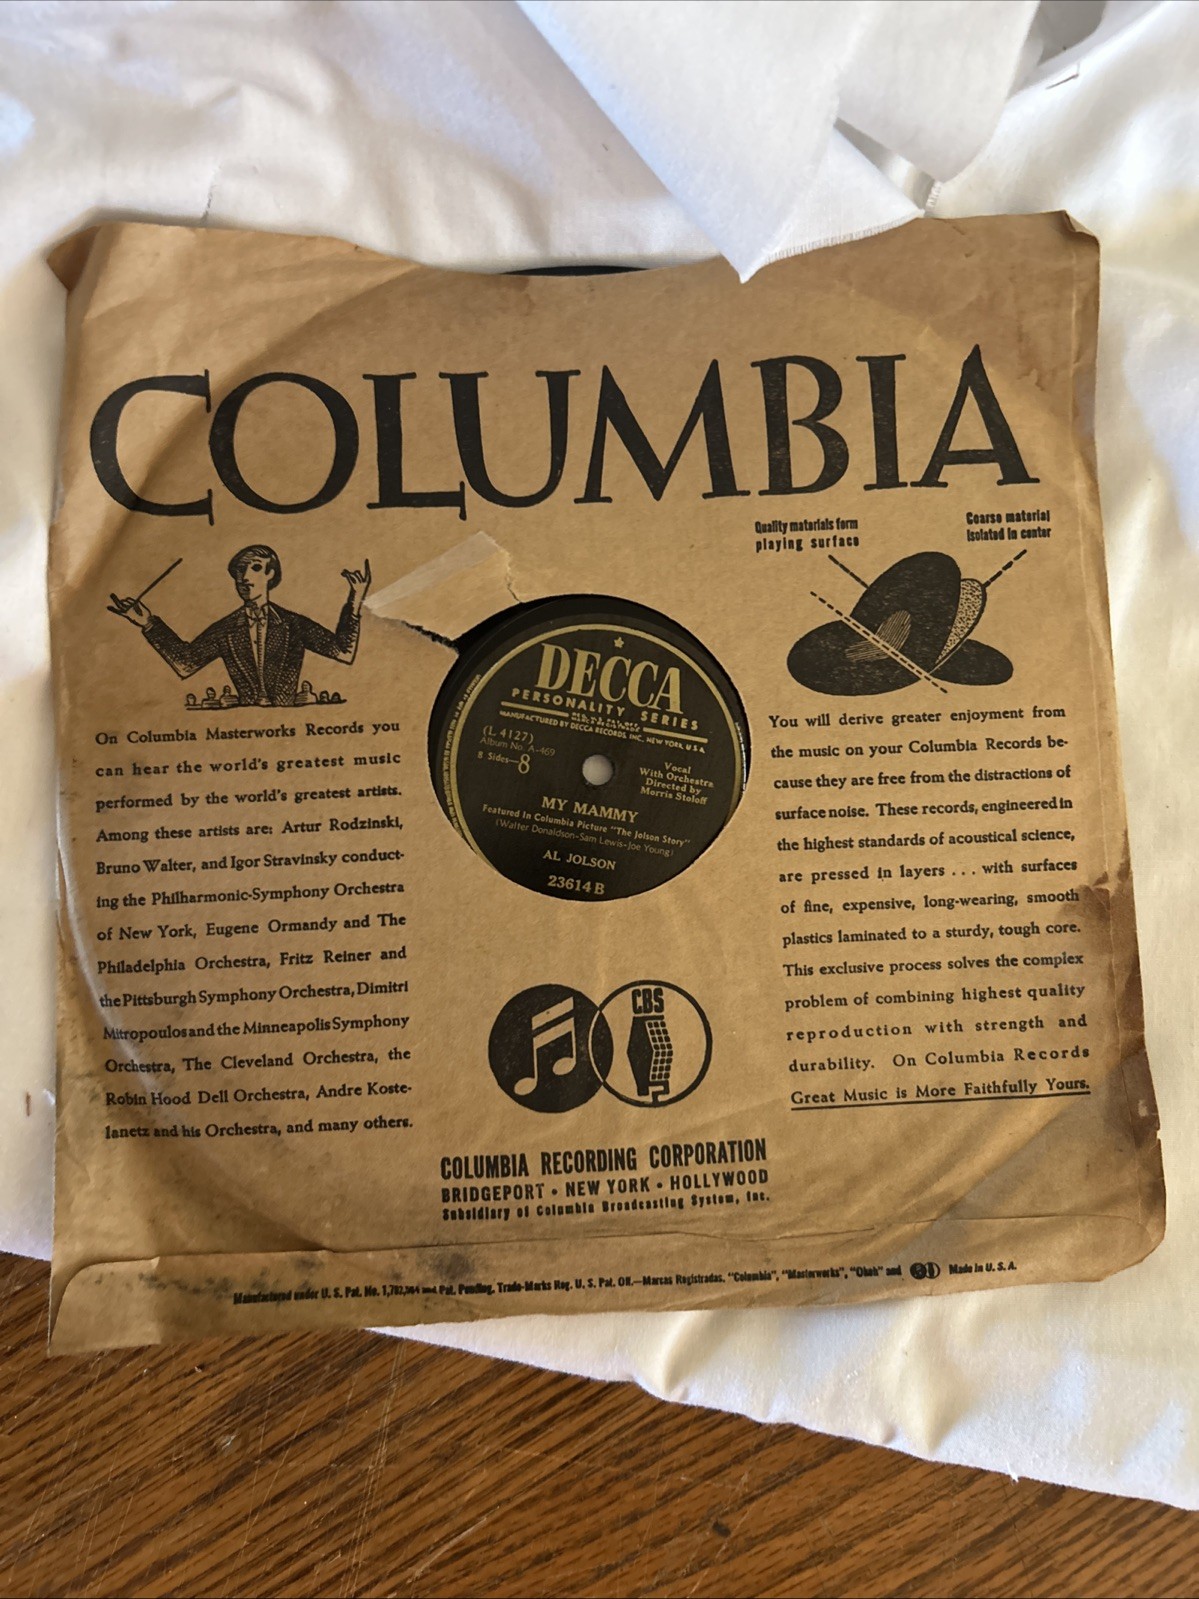 COLUMBIA
Quality materials form
playing surface
Coarse material
isolated in center
On Columbia Masterworks Records you
can hear the world's greatest music
performed by the world's greatest artists.
Among these artists are: Artur Rodzinski,
Bruno Walter, and Igor Stravinsky conduct-
ing the Philharmonic-Symphony Orchestra
of New York, Eugene Ormandy and The
Philadelphia Orchestra, Fritz Reiner and
the Pittsburgh Symphony Orchestra, Dimitri
Mitropoulos and the Minneapolis Symphony
Orchestra, The Cleveland Orchestra, the
Robin Hood Dell Orchestra, Andre Koste-
lanetz and his Orchestra, and many others.
DECCA
PERSONALITY SERIES
MANUFACTURED BY DECCA RECORDS, INC., NEW YORK, U.S.A.
(L 4127)
Album No. A-469
8 Sides—8
Vocal
With Orchestra
Directed by
Morris Stoloff
MY MAMMY
Featured in Columbia Picture "The Jolson Story"
(Walter Donaldson-Sam Lewis-Joe Young)
AL JOLSON
23614 B
You will derive greater enjoyment from
the music on your Columbia Records be-
cause they are free from the distractions of
surface noise. These records, engineered in
the highest standards of acoustical science,
are pressed in layers ... with surfaces
of fine, expensive, long-wearing, smooth
plastics laminated to a sturdy, tough core.
This exclusive process solves the complex
problem of combining highest quality
reproduction with strength and
durability. On Columbia Records
Great Music is More Faithfully Yours.
CBS
COLUMBIA RECORDING CORPORATION
BRIDGEPORT • NEW YORK • HOLLYWOOD
Subsidiary of Columbia Broadcasting System, Inc.
Manufactured under U. S. Pat. No. and Pat. Pending. Trade-Marks Reg. U. S. Pat. Off.—Marcas Registradas. "Columbia", "Masterworks", "Okeh" and Made in U. S. A.